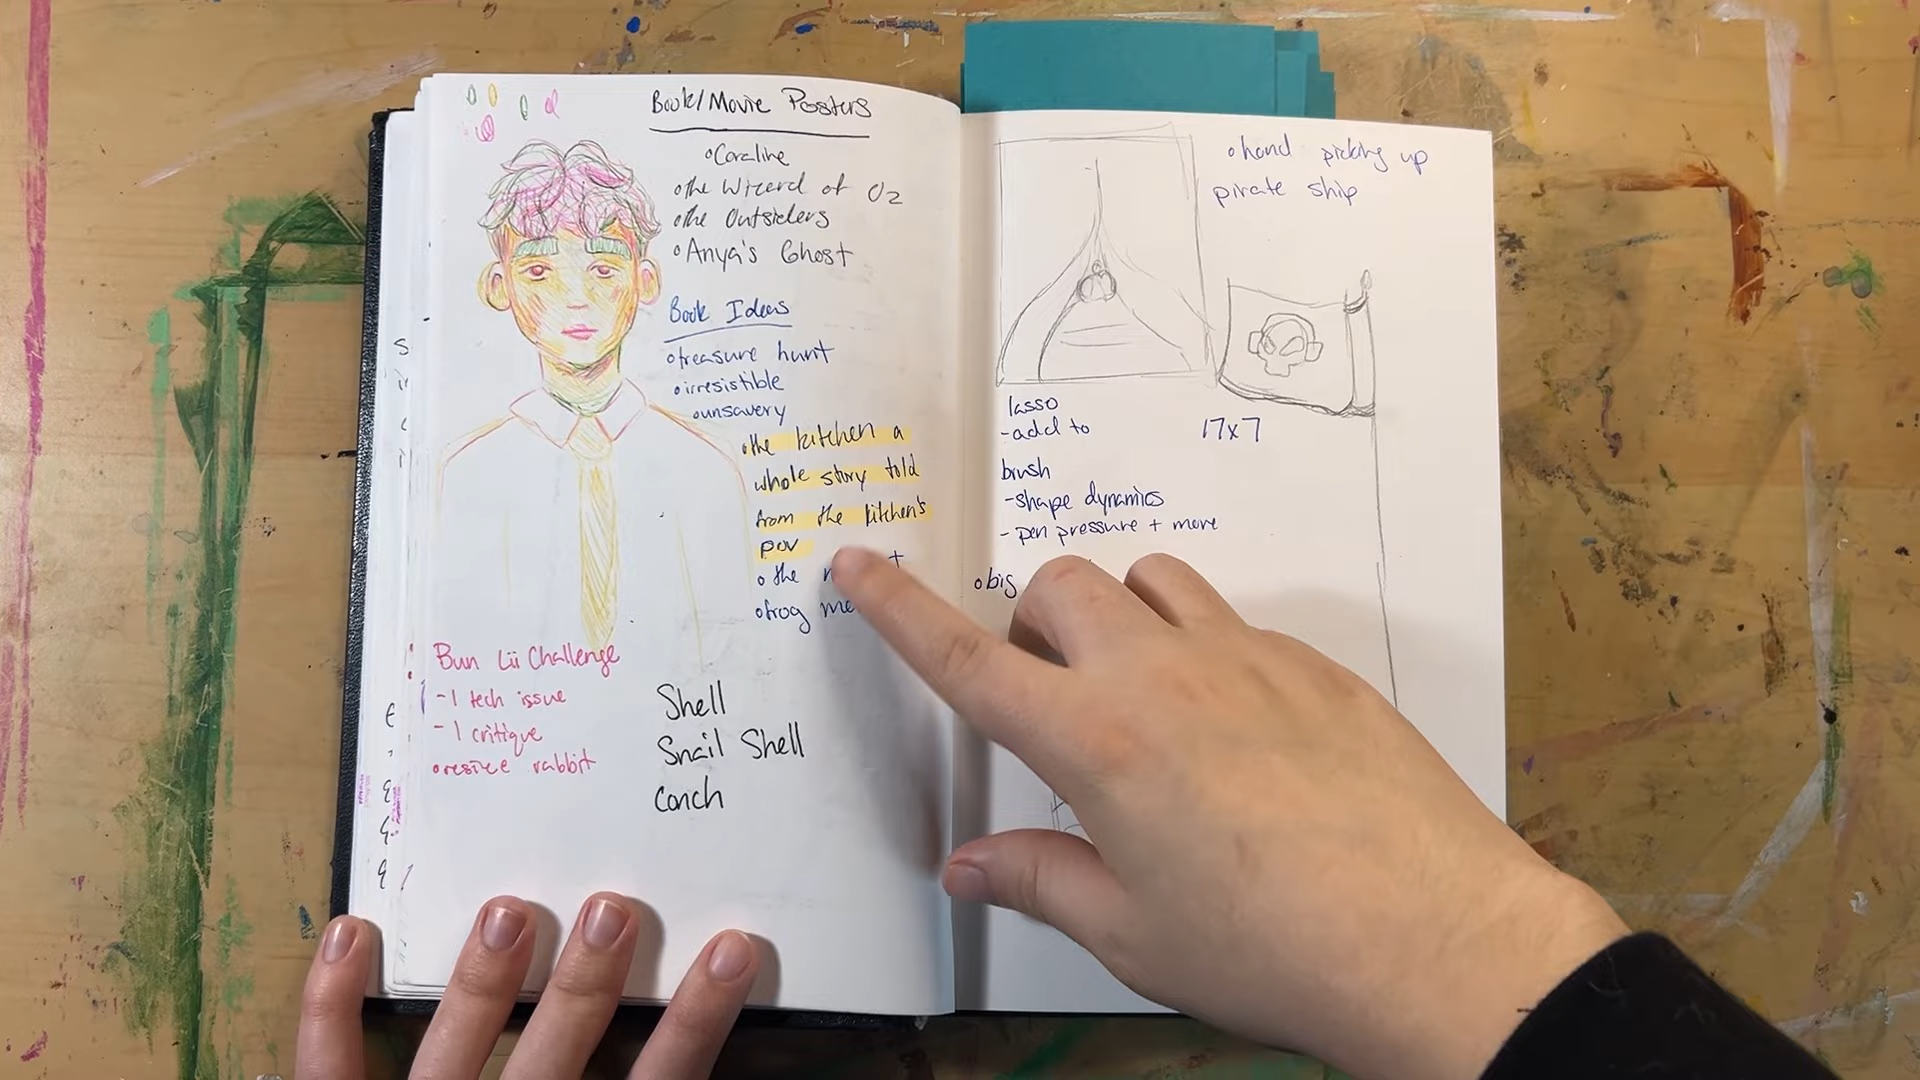 Book/Movie Posters
•Coraline
•the Wizard of Oz
•the Outsiders
•Anya's Ghost
Book Ideas
•treasure hunt
•irresistible
•unsavery
•the kitchen a
whole story told
from the kitchen's
pov
•the
•frog
Bun Lii Challenge
-1 tech issue
-1 critique
rabbit
Shell
Snail Shell
Conch
•hand picking up
pirate ship
lasso
-add to
17x7
brush
-shape dynamics
-pen pressure + more
•big